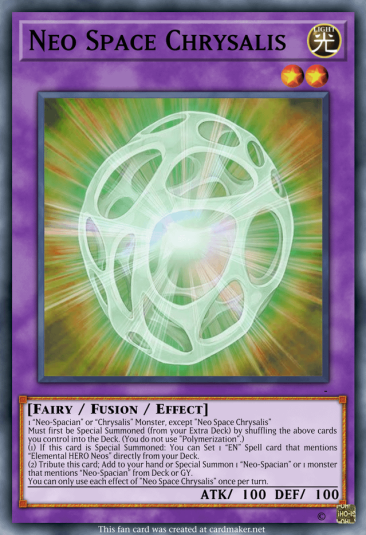 NEO SPACE CHRYSALIS
LIGHT
光
-
[FAIRY / FUSION / EFFECT]
1 "Neo-Spacian" or "Chrysalis" Monster, except "Neo Space Chrysalis"
Must first be Special Summoned (from your Extra Deck) by shuffling the above cards
you control into the Deck. (You do not use "Polymerization".)
(1) If this card is Special Summoned: You can Set 1 "EN" Spell card that mentions
"Elemental HERO Neos" directly from your Deck.
(2) Tribute this card; Add to your hand or Special Summon 1 "Neo-Spacian" or 1 monster
that mentions "Neo-Spacian" from Deck or GY.
You can only use each effect of "Neo Space Chrysalis" once per turn.
ATK/ 100 DEF/ 100
©
This fan card was created at cardmaker.net